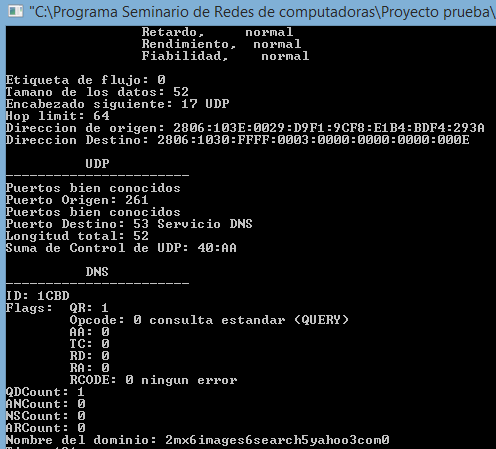 "C:\Programa Seminario de Redes de computadoras\Proyecto prueba\
Retardo, normal
Rendimiento, normal
Fiabilidad, normal
Etiqueta de flujo: 0
Tamano de los datos: 52
Encabezado siguiente: 17 UDP
Hop limit: 64
Direccion de origen: 2806:103E:0029:D9F1:9CF8:E1B4:BDF4:293A
Direccion Destino: 2806:1030:FFFF:0003:0000:0000:0000:000E
UDP
-----------------------
Puertos bien conocidos
Puerto Origen: 261
Puertos bien conocidos
Puerto Destino: 53 Servicio DNS
Longitud total: 52
Suma de Control de UDP: 40:AA
DNS
-----------------------
ID: 1CBD
Flags: QR: 1
Opcode: 0 consulta estandar (QUERY)
AA: 0
TC: 0
RD: 0
RA: 0
RCODE: 0 ningun error
QDCount: 1
ANCount: 0
NSCount: 0
ARCount: 0
Nombre del dominio: 2mx6images6search5yahoo3com0